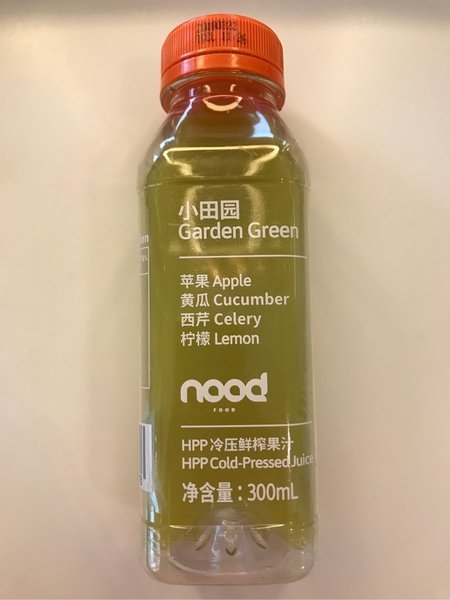 小田园
Garden Green
苹果 Apple
黄瓜 Cucumber
西芹 Celery
柠檬 Lemon
nood
FOOD
HPP 冷压鲜榨果汁
HPP Cold-Pressed Juice
净含量：300mL